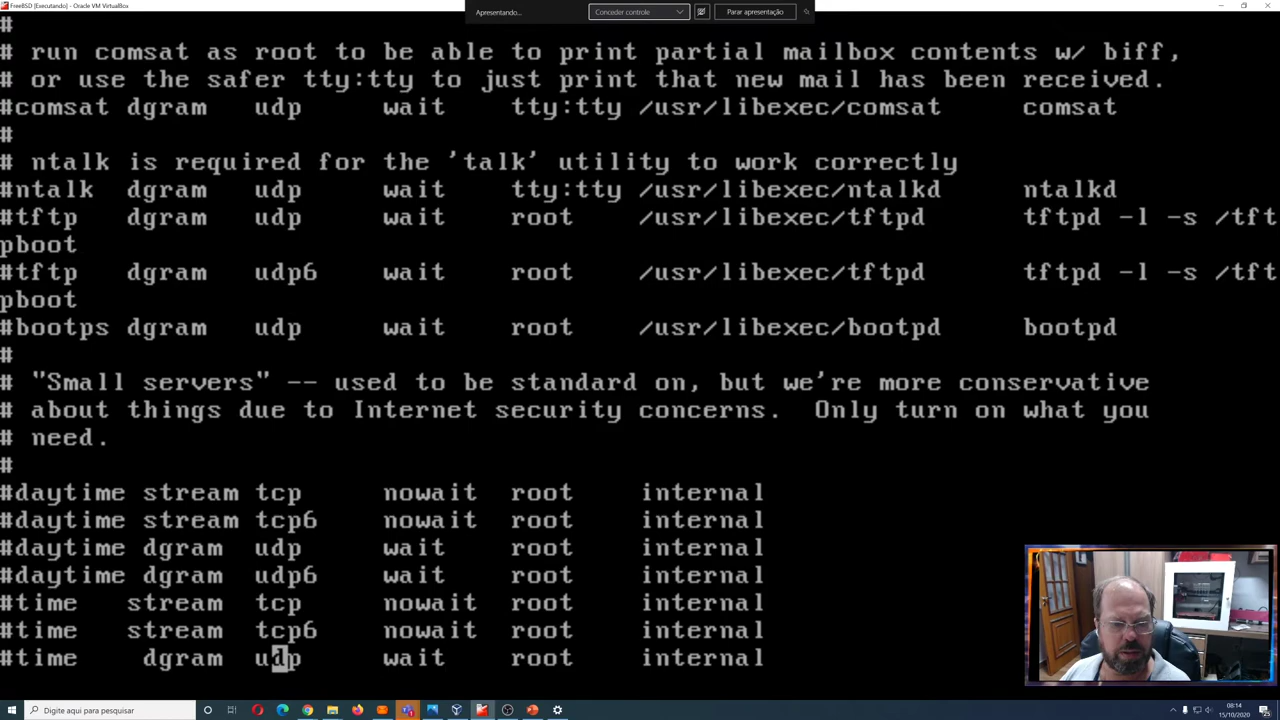 FreeBSD [Executando] - Oracle VM VirtualBox
Apresentando...
Conceder controle
Parar apresentação
#
# run comsat as root to be able to print partial mailbox contents w/ biff,
# or use the safer tty:tty to just print that new mail has been received.
#comsat dgram udp wait tty:tty /usr/libexec/comsat comsat
#
# ntalk is required for the 'talk' utility to work correctly
#ntalk dgram udp wait tty:tty /usr/libexec/ntalkd ntalkd
#tftp dgram udp wait root /usr/libexec/tftpd tftpd -l -s /tft
pboot
#tftp dgram udp6 wait root /usr/libexec/tftpd tftpd -l -s /tft
pboot
#bootps dgram udp wait root /usr/libexec/bootpd bootpd
#
# "Small servers" -- used to be standard on, but we're more conservative
# about things due to Internet security concerns. Only turn on what you
# need.
#
#daytime stream tcp nowait root internal
#daytime stream tcp6 nowait root internal
#daytime dgram udp wait root internal
#daytime dgram udp6 wait root internal
#time stream tcp nowait root internal
#time stream tcp6 nowait root internal
#time dgram udp wait root internal
Digite aqui para pesquisar
08:14
15/10/2020